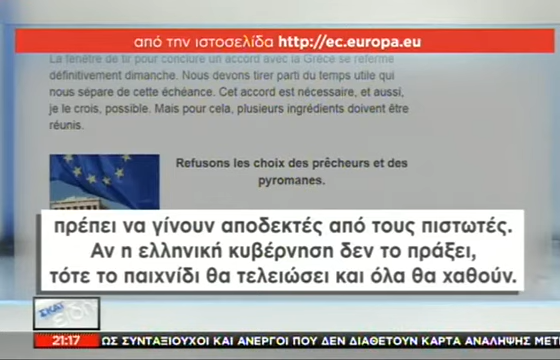 από την ιστοσελίδα http://ec.europa.eu
La fenêtre de tir pour conclure un accord avec la Grèce se referme
définitivement dimanche. Nous devons tirer parti du temps utile qui
nous sépare de cette échéance. Cet accord est nécessaire, et aussi,
je le crois, possible. Mais pour cela, plusieurs ingrédients doivent être
réunis.
Refusons les choix des prêcheurs et des
pyromanes.
πρέπει να γίνουν αποδεκτές από τους πιστωτές.
Αν η ελληνική κυβέρνηση δεν το πράξει,
τότε το παιχνίδι θα τελειώσει και όλα θα χαθούν.
ΣΚΑΪ
21:17 ΩΣ ΣΥΝΤΑΞΙΟΥΧΟΙ ΚΑΙ ΑΝΕΡΓΟΙ ΠΟΥ ΔΕΝ ΔΙΑΘΕΤΟΥΝ ΚΑΡΤΑ ΑΝΑΛΗΨΗΣ ΜΕΤ